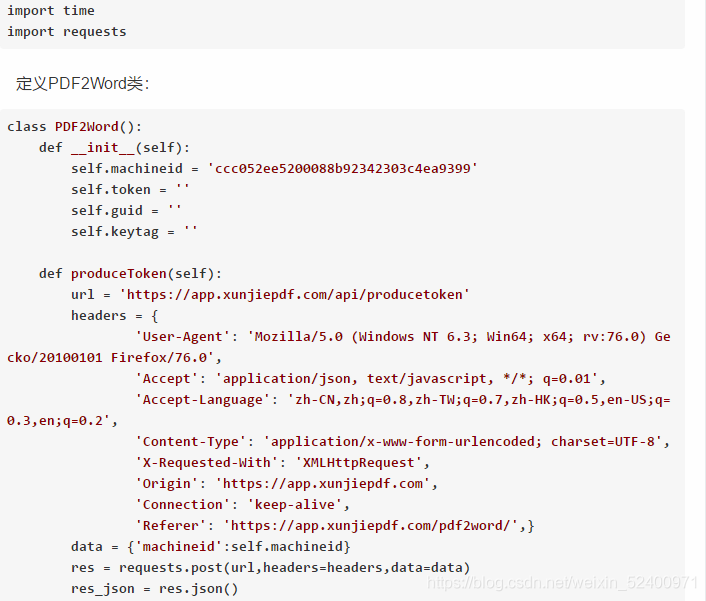 import time
import requests
定义PDF2Word类：
class PDF2Word():
    def __init__(self):
        self.machineid = 'ccc052ee5200088b92342303c4ea9399'
        self.token = ''
        self.guid = ''
        self.keytag = ''
    def produceToken(self):
        url = 'https://app.xunjiepdf.com/api/producetoken'
        headers = {
                'User-Agent': 'Mozilla/5.0 (Windows NT 6.3; Win64; x64; rv:76.0) Ge
cko/20100101 Firefox/76.0',
                'Accept': 'application/json, text/javascript, */*; q=0.01',
                'Accept-Language': 'zh-CN,zh;q=0.8,zh-TW;q=0.7,zh-HK;q=0.5,en-US;q=
0.3,en;q=0.2',
                'Content-Type': 'application/x-www-form-urlencoded; charset=UTF-8',
                'X-Requested-With': 'XMLHttpRequest',
                'Origin': 'https://app.xunjiepdf.com',
                'Connection': 'keep-alive',
                'Referer': 'https://app.xunjiepdf.com/pdf2word/',}
        data = {'machineid':self.machineid}
        res = requests.post(url,headers=headers,data=data)
        res_json = res.json()
https://blog.csdn.net/weixin_52400971